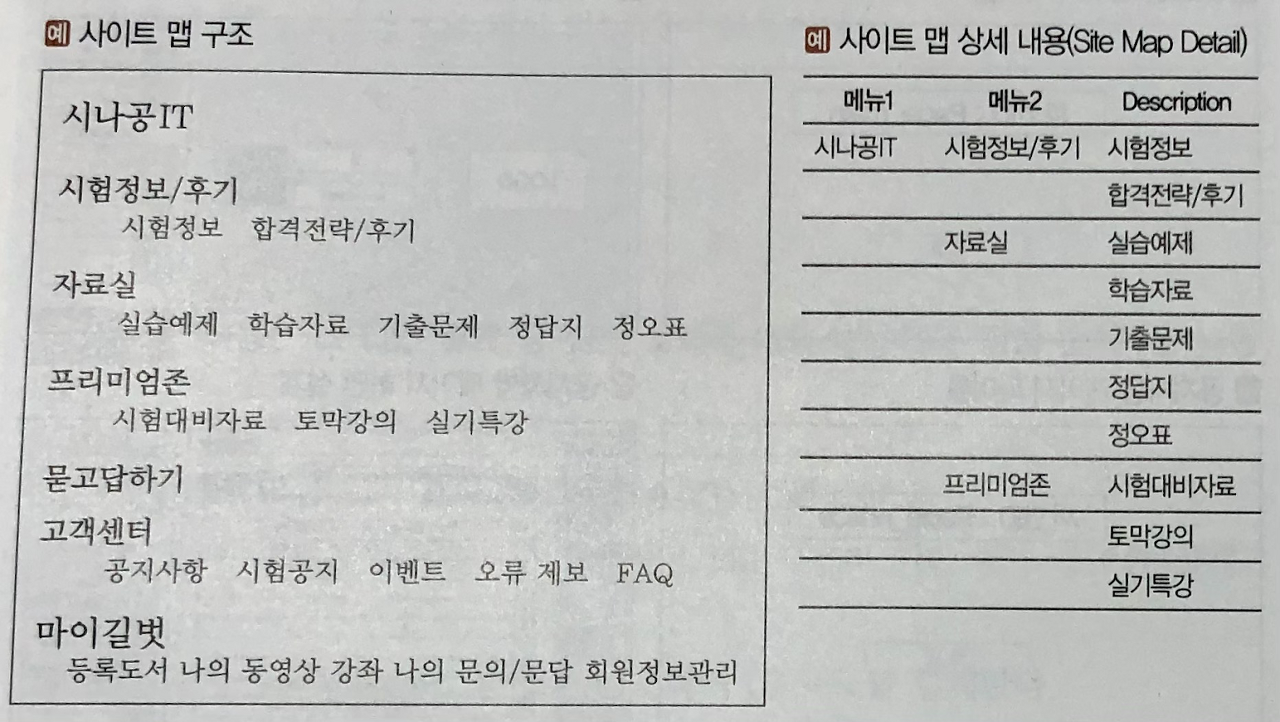 예 사이트 맵 구조
시나공IT
시험정보/후기
시험정보 합격전략/후기
자료실
실습예제 학습자료 기출문제 정답지 정오표
프리미엄존
시험대비자료 토막강의 실기특강
묻고답하기
고객센터
공지사항 시험공지 이벤트 오류 제보 FAQ
마이길벗
등록도서 나의 동영상 강좌 나의 문의/문답 회원정보관리
예 사이트 맵 상세 내용(Site Map Detail)
메뉴1 메뉴2 Description
시나공IT 시험정보/후기 시험정보
합격전략/후기
자료실 실습예제
학습자료
기출문제
정답지
정오표
프리미엄존 시험대비자료
토막강의
실기특강